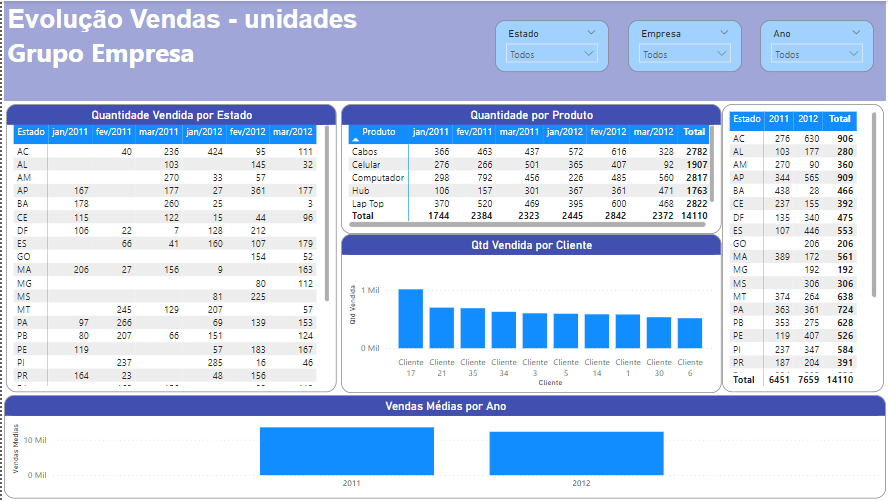 Evolução Vendas - unidades
Grupo Empresa
Estado
Todos
Empresa
Todos
Ano
Todos
Quantidade Vendida por Estado
Estado jan/2011 fev/2011 mar/2011 jan/2012 fev/2012 mar/2012
AC 40 236 424 95 111
AL 103 145 32
AM 270 33 57
AP 167 177 27 361 177
BA 178 260 25 3
CE 115 122 15 44 96
DF 106 22 7 128 212
ES 66 41 160 107 179
GO 154 52
MA 206 27 156 9 163
MG 80 112
MS 81 225
MT 245 129 207 57
PA 97 266 69 139 153
PB 80 207 66 151 124
PE 119 57 183 167
PI 237 285 16 46
PR 164 23 48 156
Quantidade por Produto
Produto jan/2011 fev/2011 mar/2011 jan/2012 fev/2012 mar/2012 Total
Cabos 366 463 437 572 616 328 2782
Celular 276 266 501 365 407 92 1907
Computador 298 792 456 226 485 560 2817
Hub 106 157 301 367 361 471 1763
Lap Top 370 520 469 395 600 468 2822
Total 1744 2384 2323 2445 2842 2372 14110
Qtd Vendida por Cliente
Qtd Vendida
1 Mil
0 Mil
Cliente 17
Cliente 21
Cliente 35
Cliente 34
Cliente 3
Cliente 5
Cliente 14
Cliente 1
Cliente 30
Cliente 6
Cliente
Estado 2011 2012 Total
AC 276 630 906
AL 103 177 280
AM 270 90 360
AP 344 565 909
BA 438 28 466
CE 237 155 392
DF 135 340 475
ES 107 446 553
GO 206 206
MA 389 172 561
MG 192 192
MS 306 306
MT 374 264 638
PA 363 361 724
PB 353 275 628
PE 119 407 526
PI 237 347 584
PR 187 204 391
Total 6451 7659 14110
Vendas Médias por Ano
Vendas Medias
10 Mil
0 Mil
2011
2012